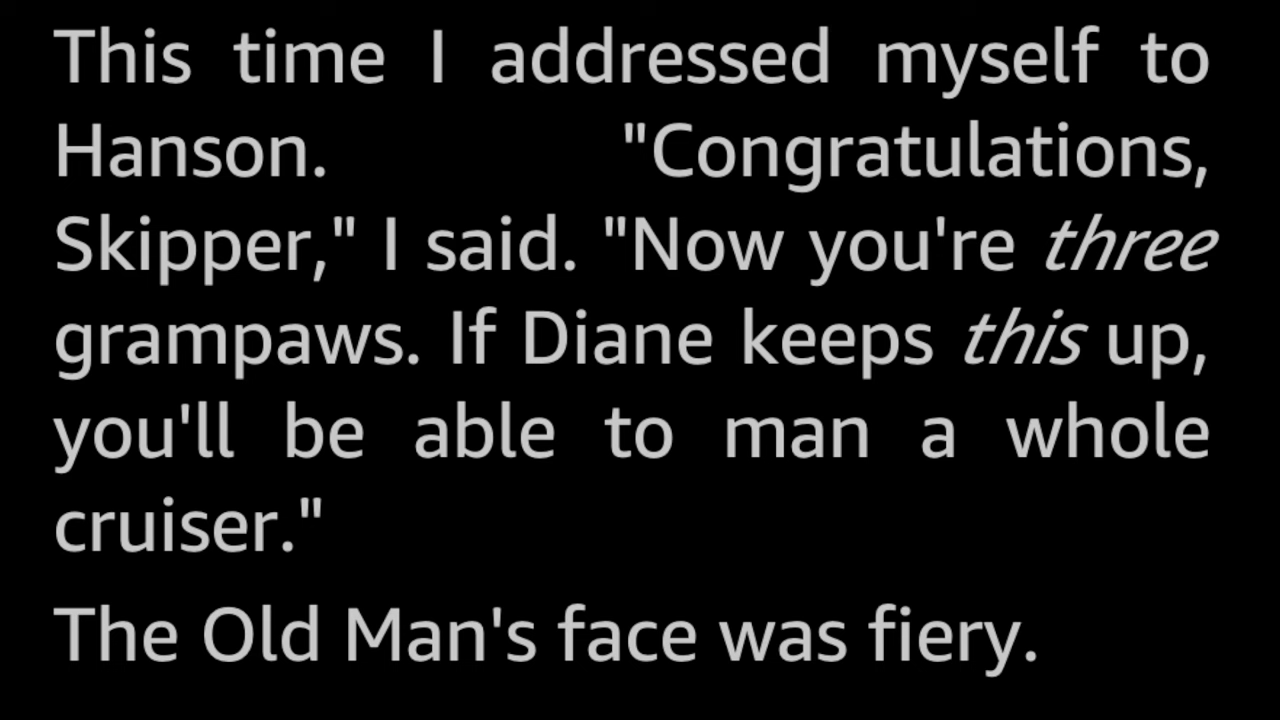 This time I addressed myself to
Hanson. "Congratulations,
Skipper," I said. "Now you're three
grampaws. If Diane keeps this up,
you'll be able to man a whole
cruiser."
The Old Man's face was fiery.